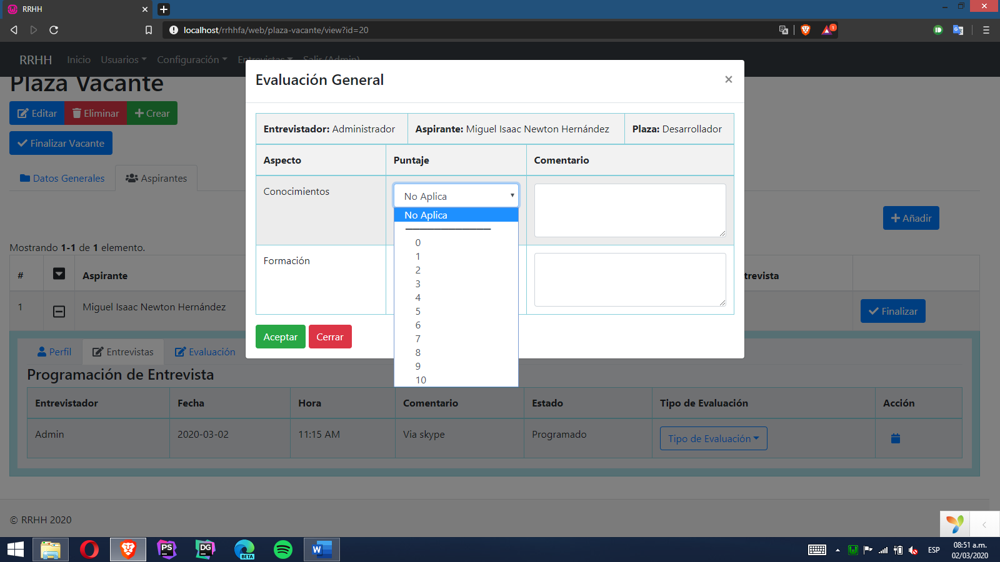 RRHH
localhost/rrhhfa/web/plaza-vacante/view?id=20
1
RRHH Inicio Usuarios Configuración Entrevistas Salir (Admin)
Plaza Vacante
Editar Eliminar Crear
Finalizar Vacante
Datos Generales Aspirantes
Añadir
Mostrando 1-1 de 1 elemento.
# Aspirante trevista
1 Miguel Isaac Newton Hernández Finalizar
Evaluación General
Entrevistador: Administrador Aspirante: Miguel Isaac Newton Hernández Plaza: Desarrollador
Aspecto Puntaje Comentario
Conocimientos No Aplica
No Aplica
0
1
2
3
4
5
6
7
8
9
10
Formación
Aceptar Cerrar
Perfil Entrevistas Evaluación
Programación de Entrevista
Entrevistador Fecha Hora Comentario Estado Tipo de Evaluación Acción
Admin 2020-03-02 11:15 AM Via skype Programado Tipo de Evaluación
© RRHH 2020
PS DG BETA W ESP 08:51 a.m.
02/03/2020